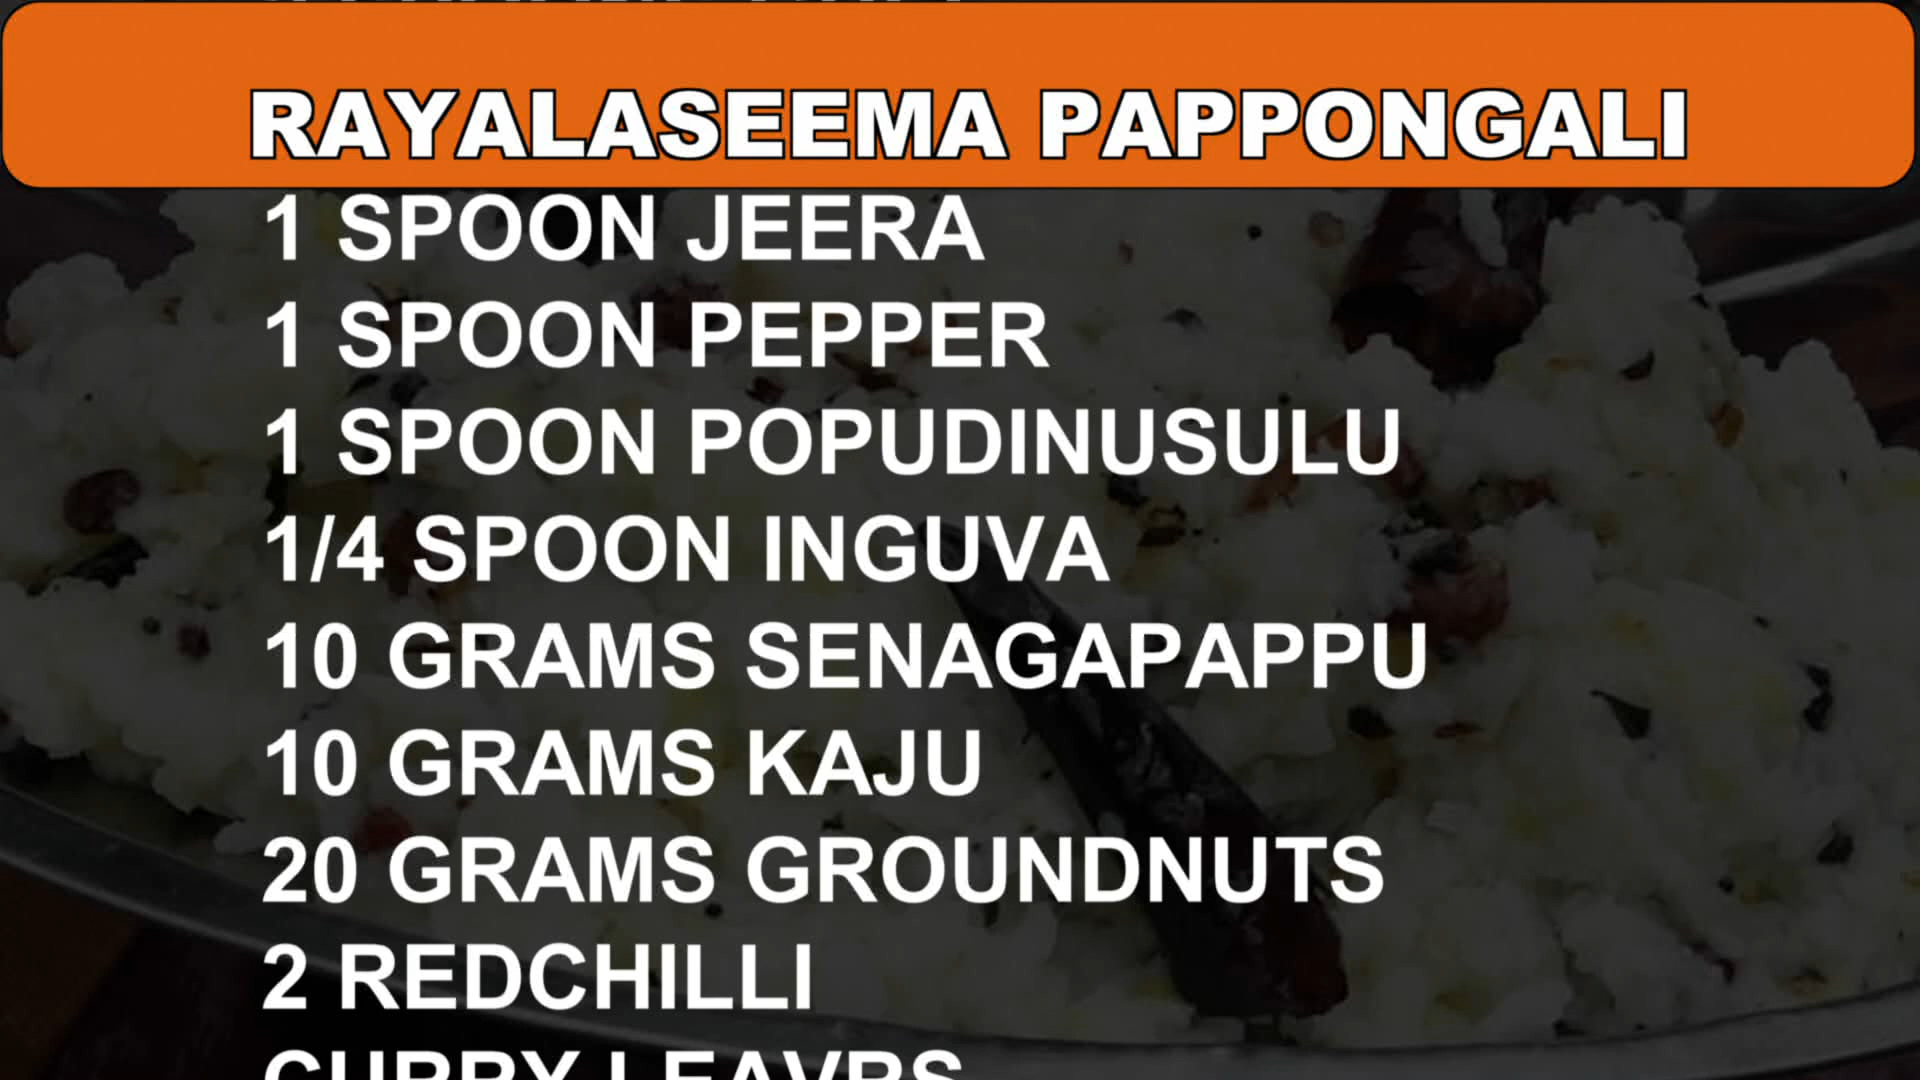 RAYALASEEMA PAPPONGALI
1 SPOON JEERA
1 SPOON PEPPER
1 SPOON POPUDINUSULU
1/4 SPOON INGUVA
10 GRAMS SENAGAPAPPU
10 GRAMS KAJU
20 GRAMS GROUNDNUTS
2 REDCHILLI
CURRY